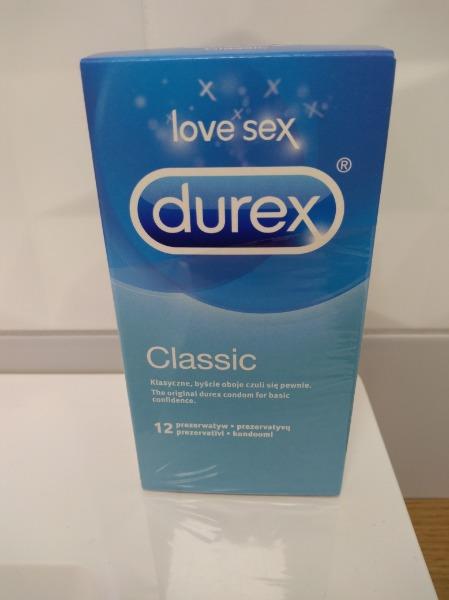 Classic
love sex
durex®
Classic
Klasyczne, byście oboje czuli się pewnie.
The original durex condom for basic
confidence.
12 prezerwatyw • prezervatyvų
prezervatīvi • kondoomi